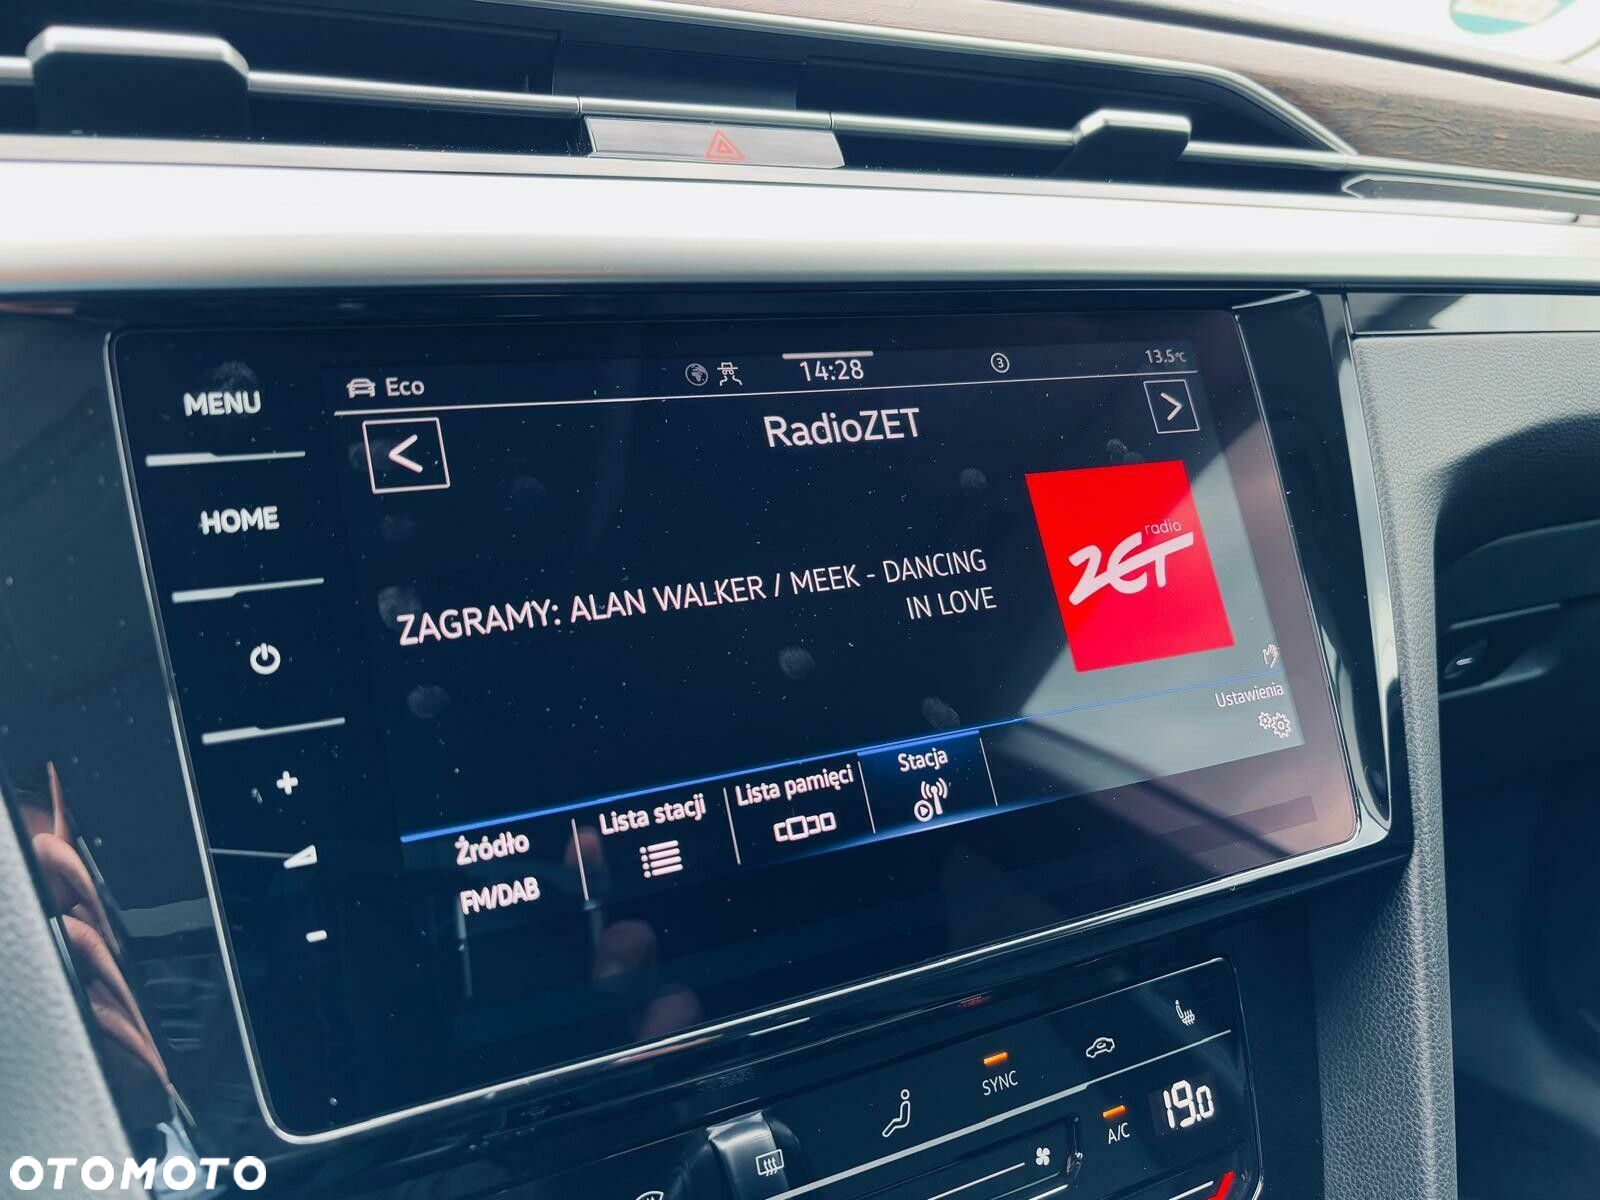 MENU
HOME
Eco
14:28
3
13.5°C
RadioZET
ZAGRAMY: ALAN WALKER / MEEK - DANCING
IN LOVE
radio
ZET
Ustawienia
Źródło
FM/DAB
Lista stacji
Lista pamięci
Stacja
SYNC
A/C
19.0
OTOMOTO